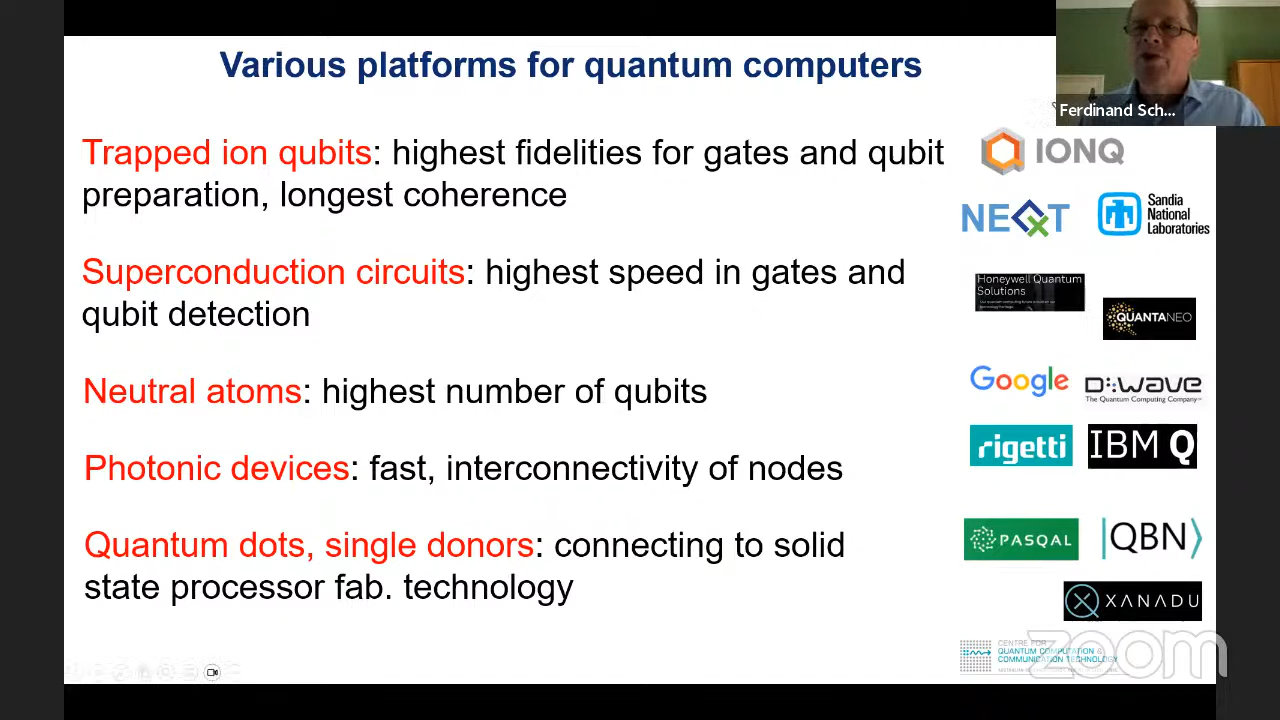 Various platforms for quantum computers
Ferdinand Sch...
Trapped ion qubits: highest fidelities for gates and qubit
preparation, longest coherence
IONQ
NEQXT
Sandia
National
Laboratories
Superconduction circuits: highest speed in gates and
qubit detection
Honeywell Quantum
Solutions
QUANTANEO
Neutral atoms: highest number of qubits
Google
D:wave
The Quantum Computing Company
rigetti
IBM Q
Photonic devices: fast, interconnectivity of nodes
Quantum dots, single donors: connecting to solid
state processor fab. technology
PASQAL
|QBN⟩
XANADU
CENTRE FOR
QUANTUM COMPUTATION &
COMMUNICATION TECHNOLOGY
zoom